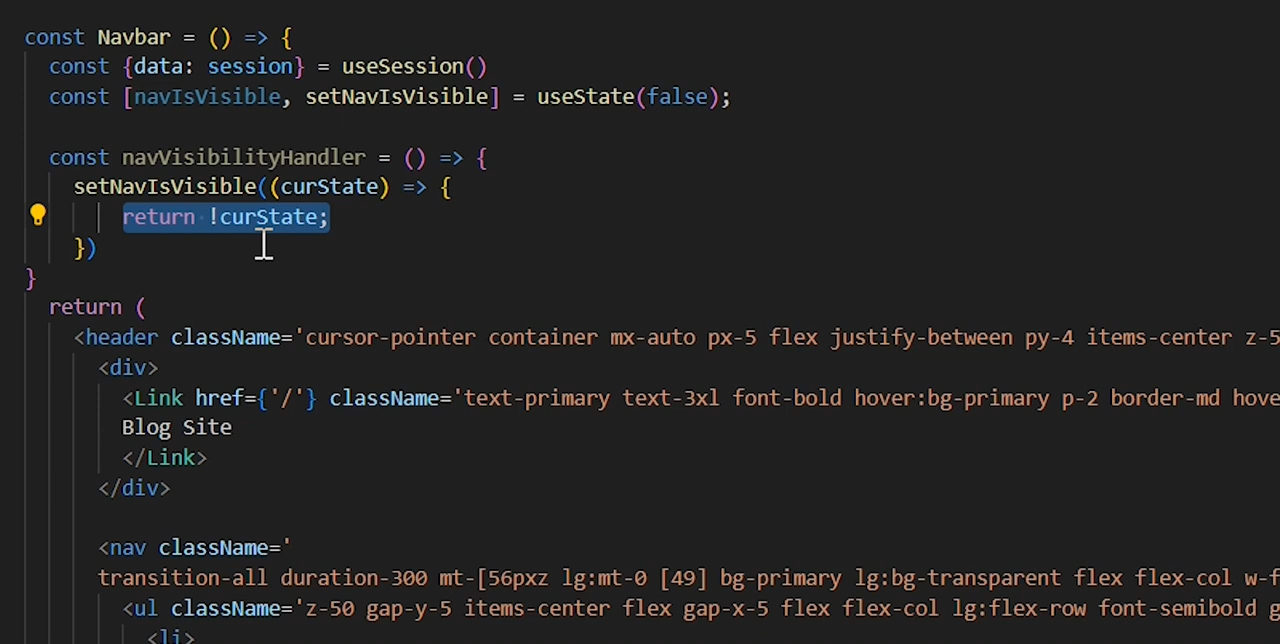 const Navbar = () => {
const {data: session} = useSession()
const [navIsVisible, setNavIsVisible] = useState(false);
const navVisibilityHandler = () => {
setNavIsVisible((curState) => {
return !curState;
})
}
return (
<header className='cursor-pointer container mx-auto px-5 flex justify-between py-4 items-center z-5
<div>
<Link href={'/'} className='text-primary text-3xl font-bold hover:bg-primary p-2 border-md hove
Blog Site
</Link>
</div>
<nav className='
transition-all duration-300 mt-[56pxz lg:mt-0 [49] bg-primary lg:bg-transparent flex flex-col w-f
<ul className='z-50 gap-y-5 items-center flex gap-x-5 flex flex-col lg:flex-row font-semibold g
<li>